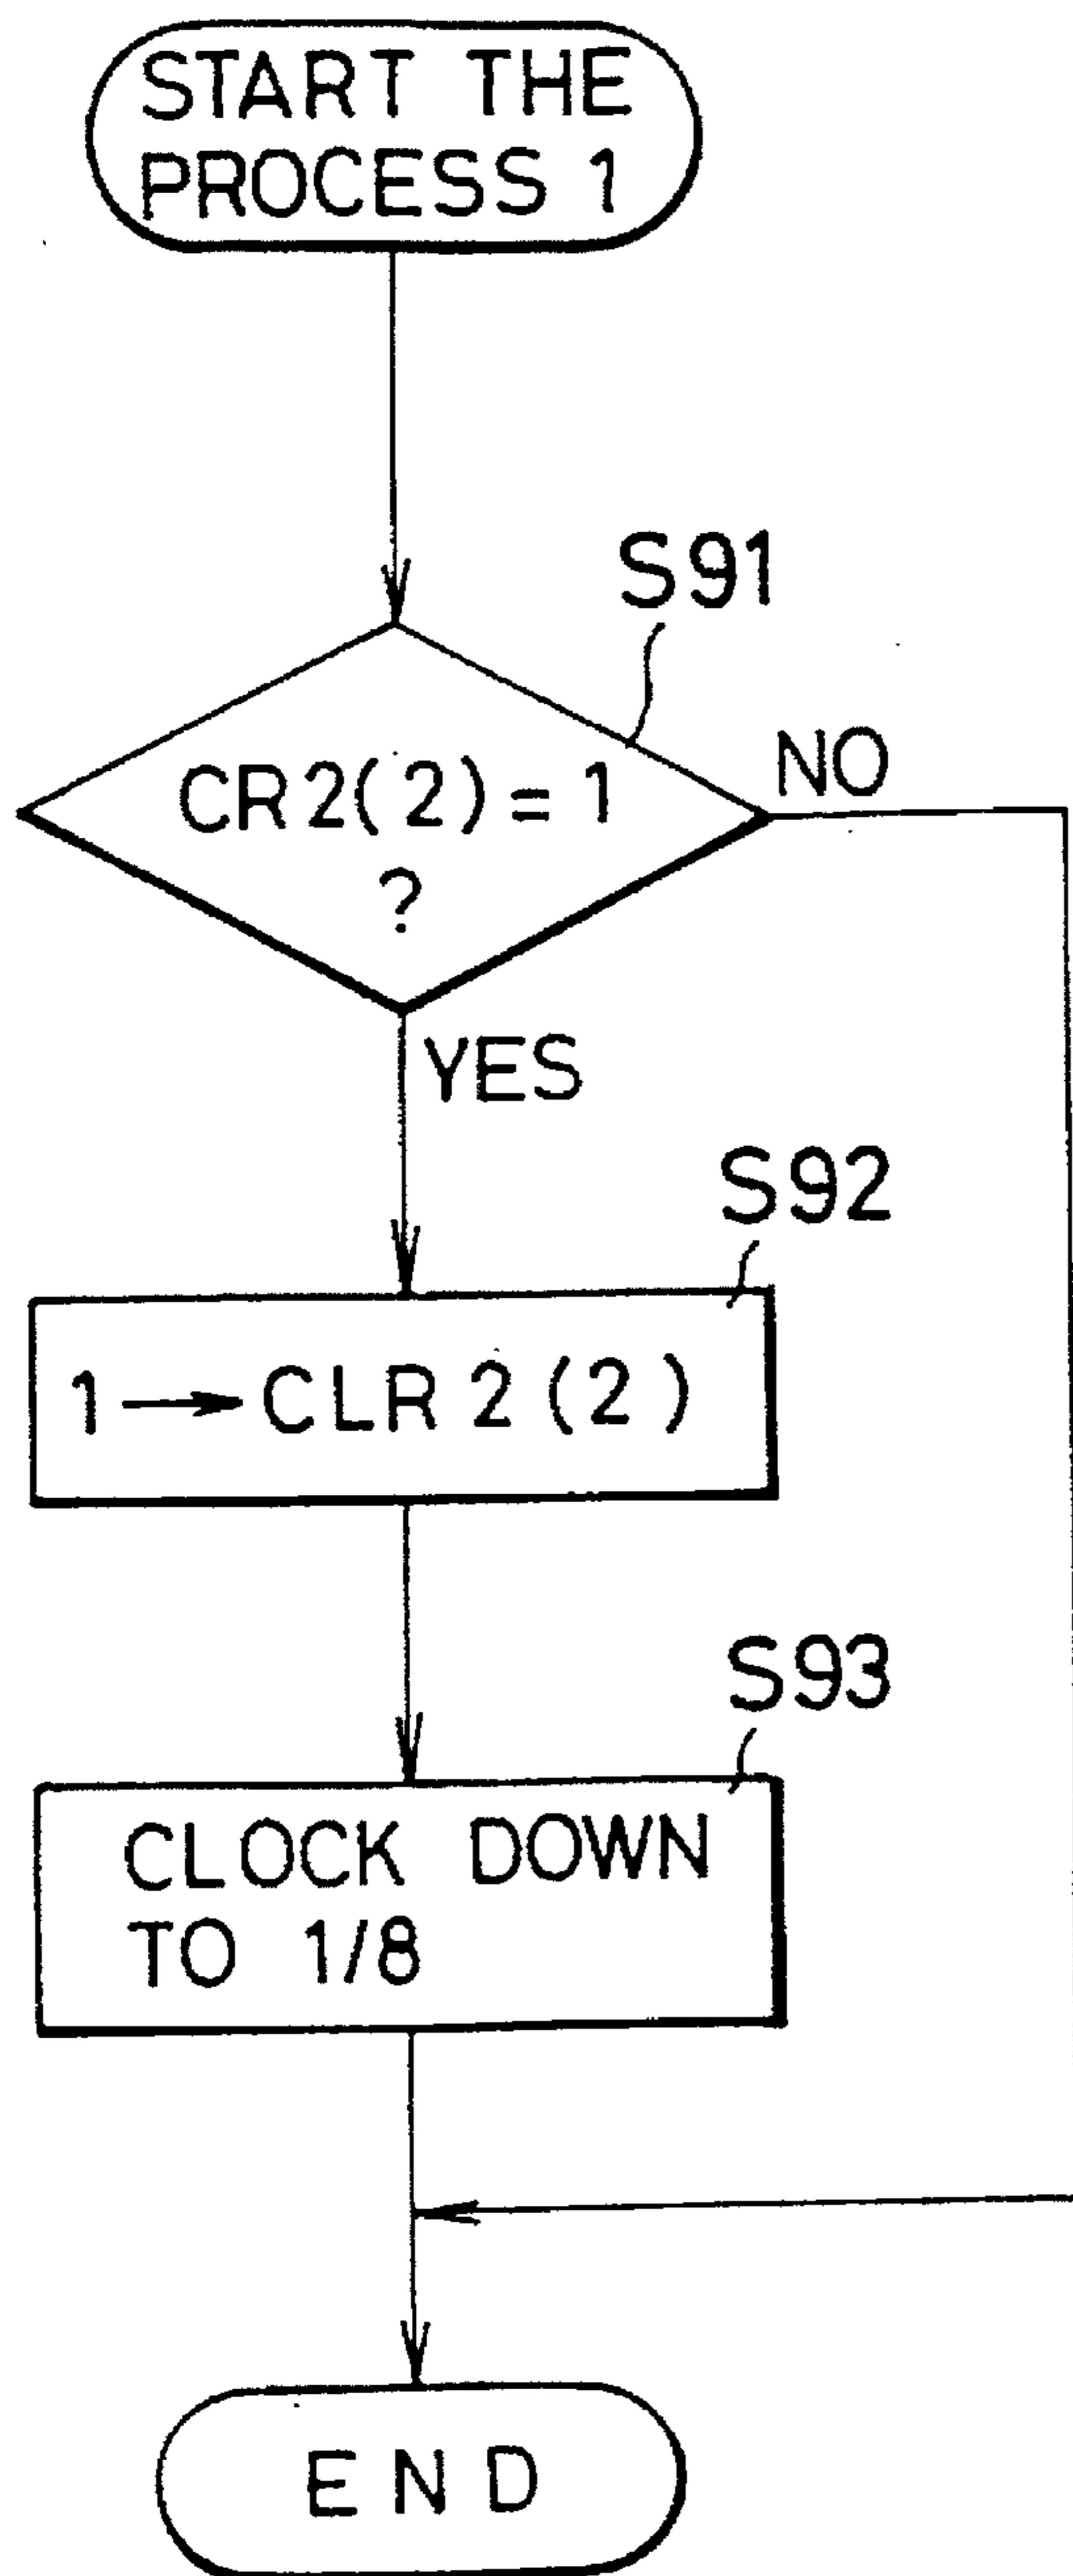 START THE
PROCESS 1
S91
CR2(2)=1
?
NO
YES
S92
1→CLR2(2)
S93
CLOCK DOWN
TO 1/8
END